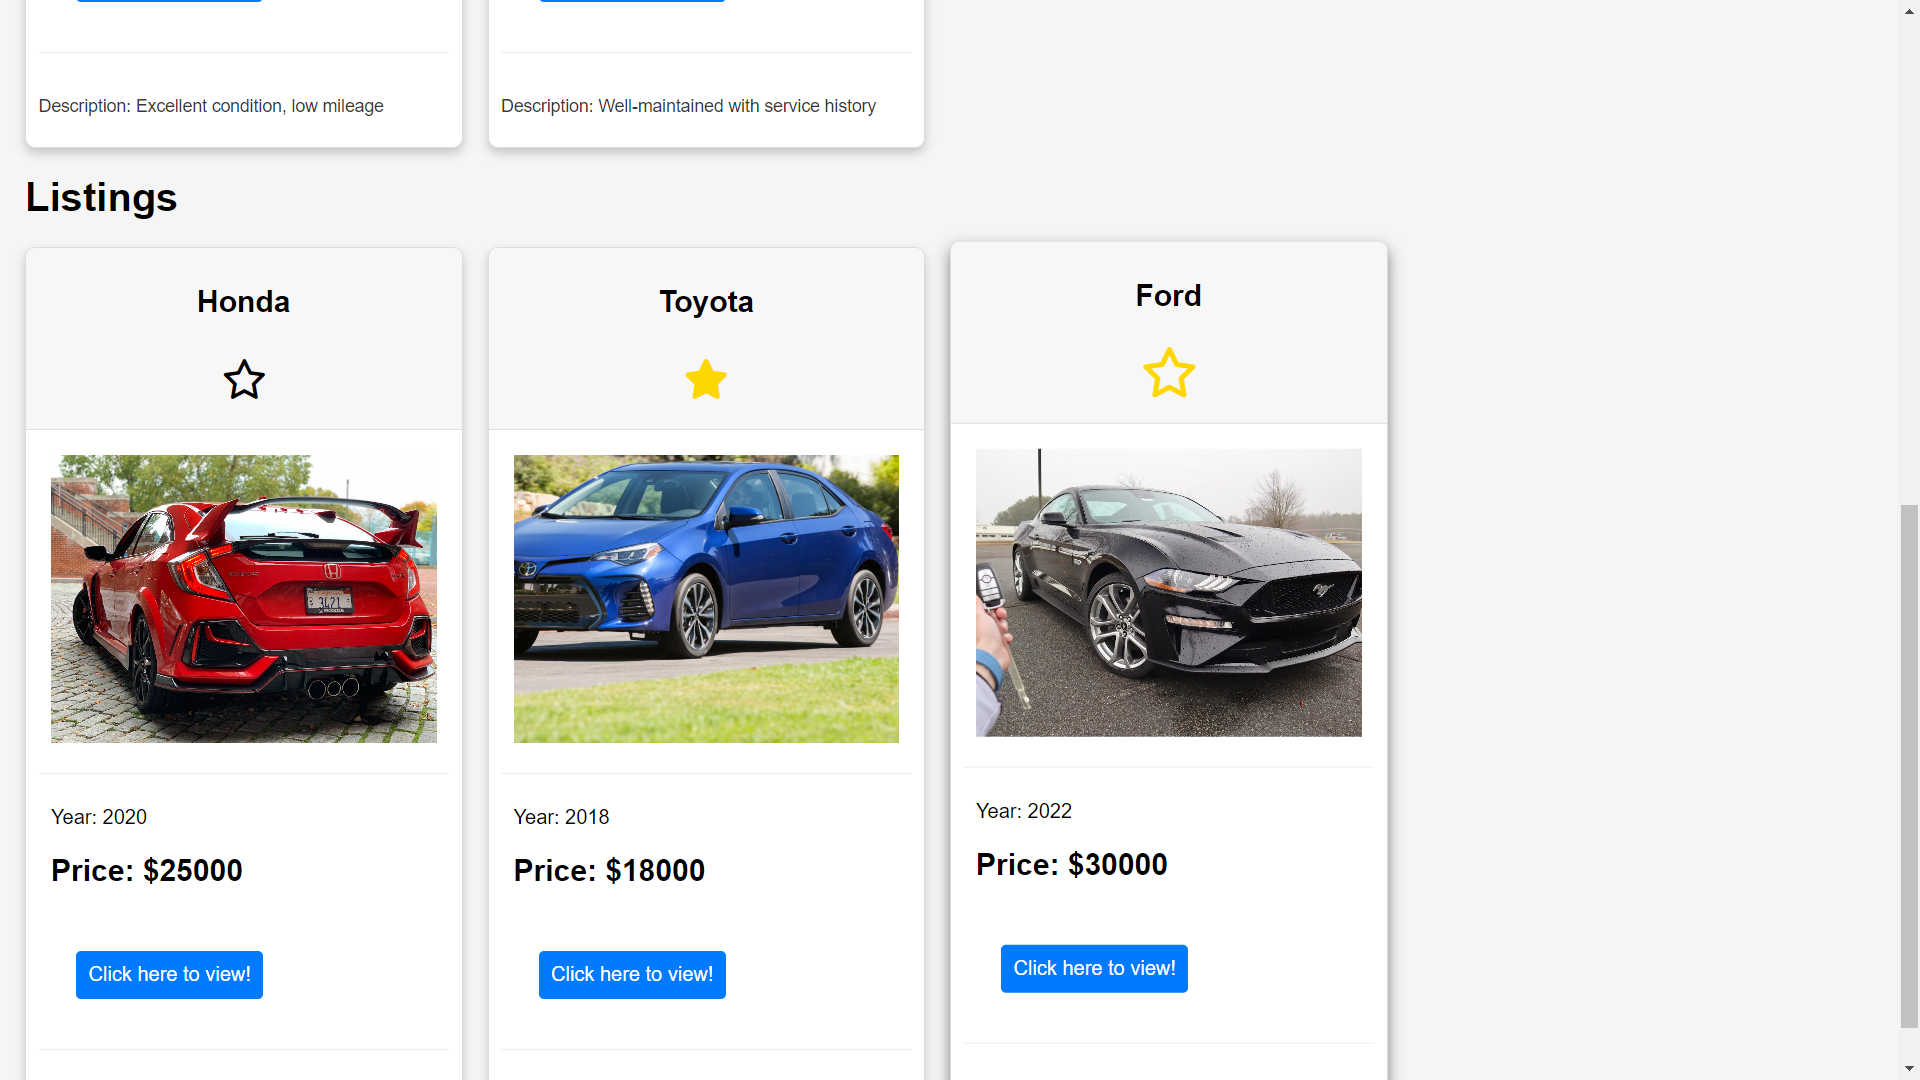 Description: Excellent condition, low mileage
Description: Well-maintained with service history
Listings
Honda
Toyota
Ford
3421
Year: 2020
Year: 2018
Year: 2022
Price: $25000
Price: $18000
Price: $30000
Click here to view!
Click here to view!
Click here to view!